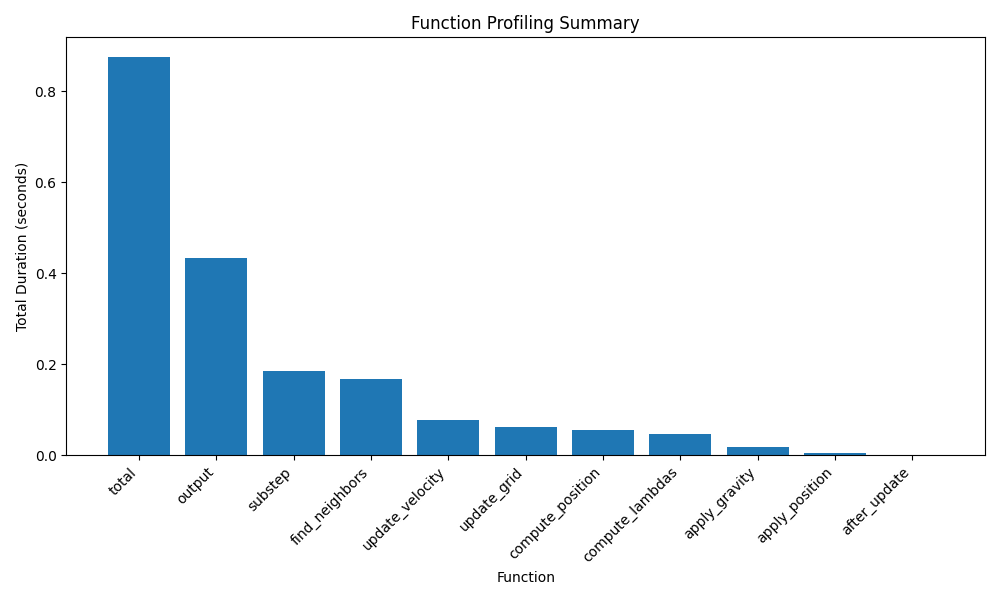 Function Profiling Summary
Total Duration (seconds)
0.8
0.6
0.4
0.2
0.0
total
output
substep
find_neighbors
update_velocity
update_grid
compute_position
compute_lambdas
apply_gravity
apply_position
after_update
Function